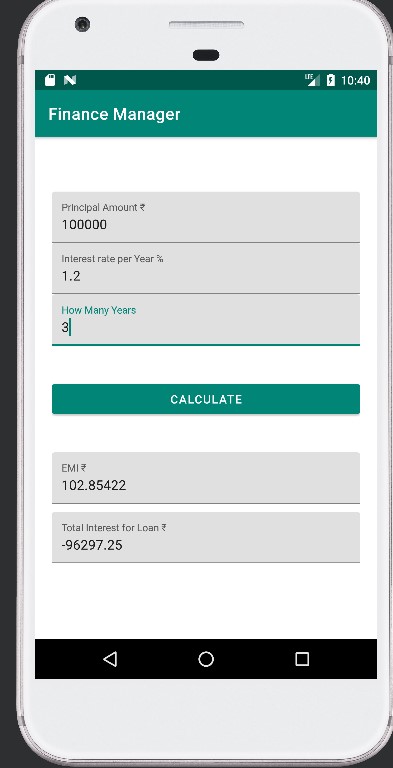 LTE 10:40
Finance Manager
Principal Amount ₹
100000
Interest rate per Year %
1.2
How Many Years
3
CALCULATE
EMI ₹
102.85422
Total Interest for Loan ₹
-96297.25